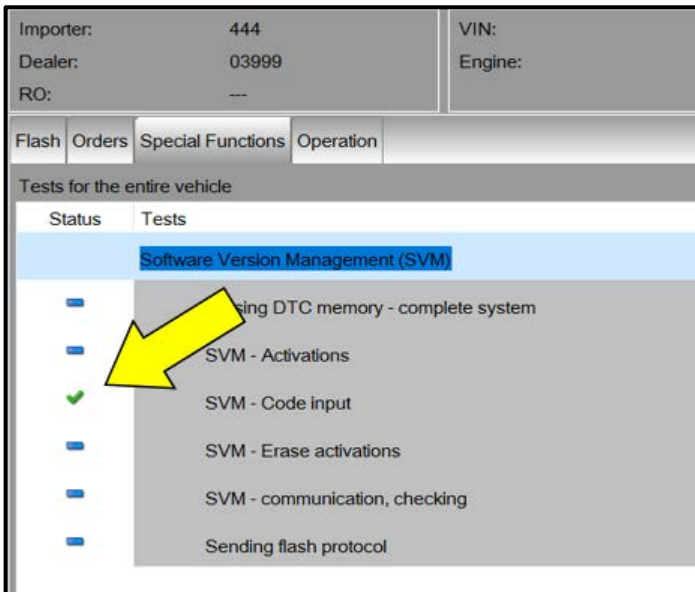 Importer: 444 VIN:
Dealer: 03999 Engine:
RO: ---
Flash Orders Special Functions Operation
Tests for the entire vehicle
Status Tests
Software Version Management (SVM)
DTC memory - complete system
SVM - Activations
SVM - Code input
SVM - Erase activations
SVM - communication, checking
Sending flash protocol